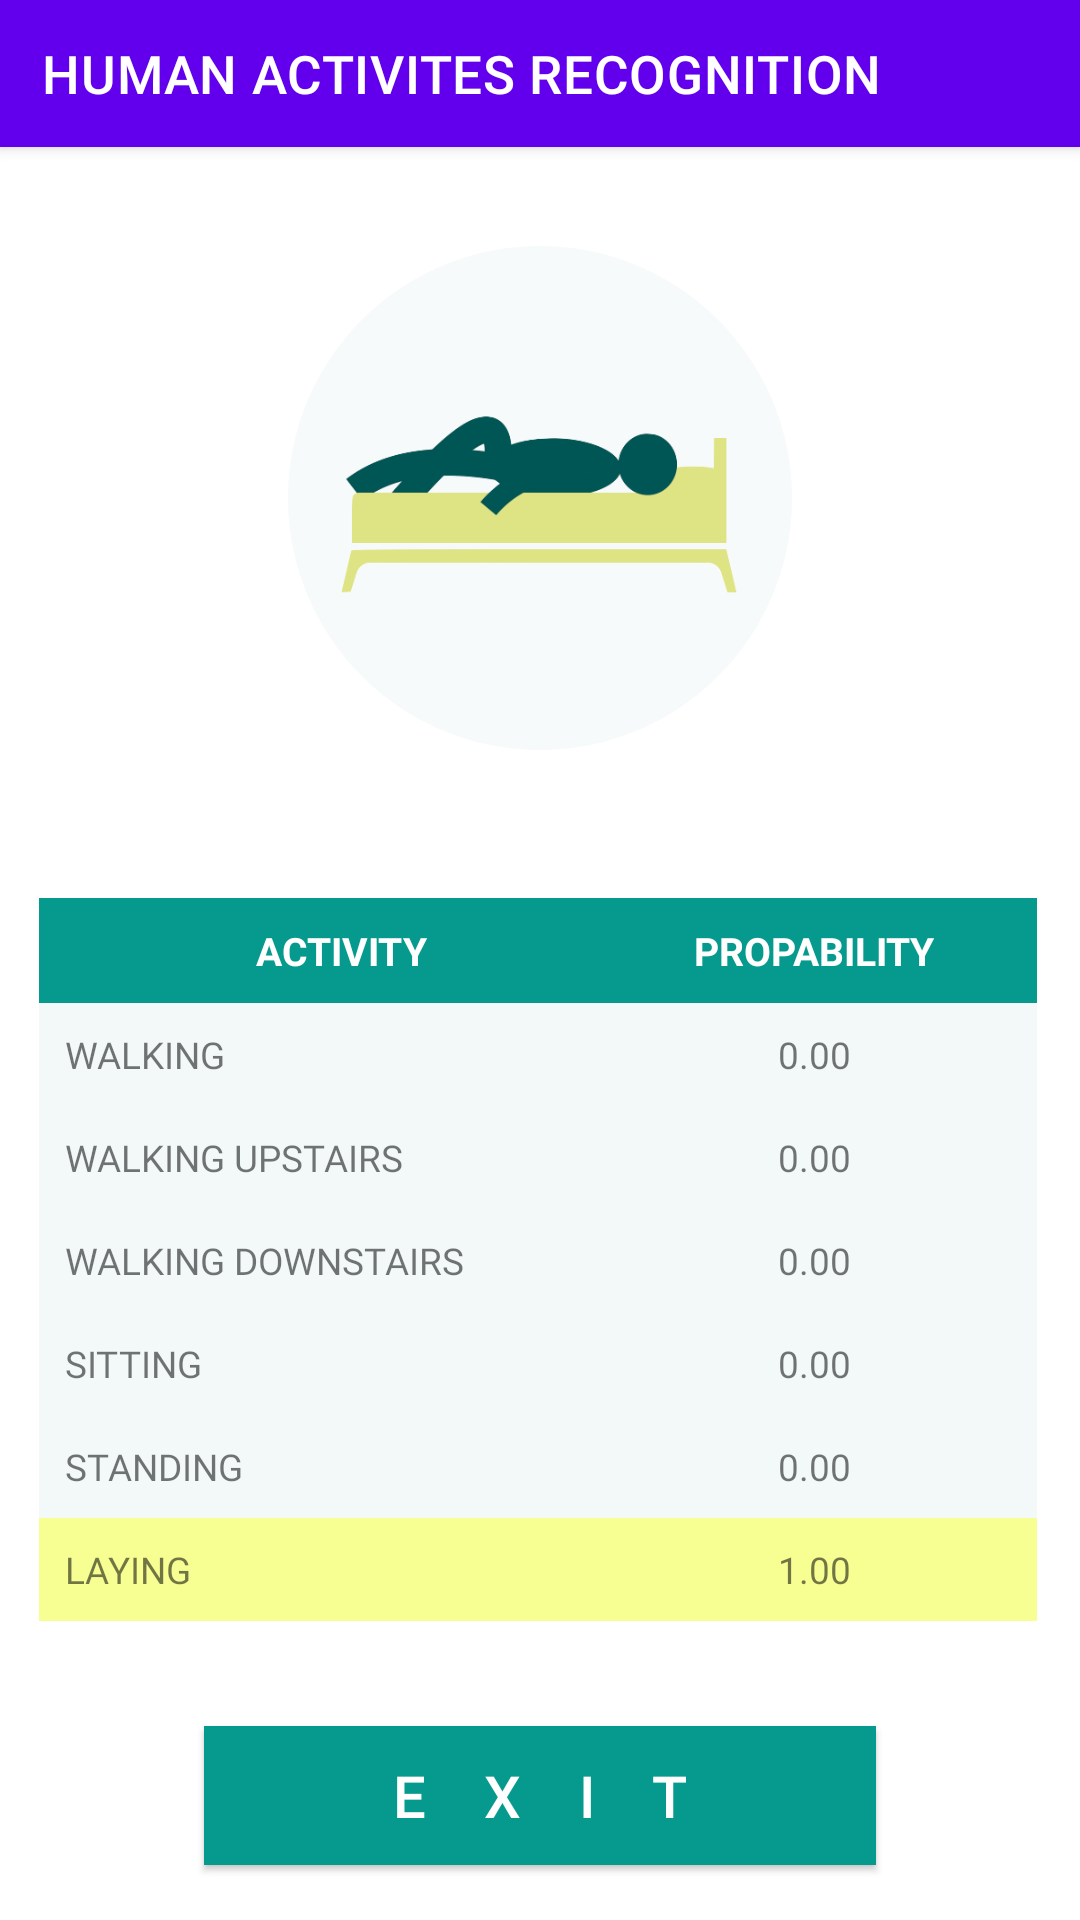 HUMAN ACTIVITES RECOGNITION
ACTIVITY PROPABILITY
WALKING 0.00
WALKING UPSTAIRS 0.00
WALKING DOWNSTAIRS 0.00
SITTING 0.00
STANDING 0.00
LAYING 1.00
E X I T